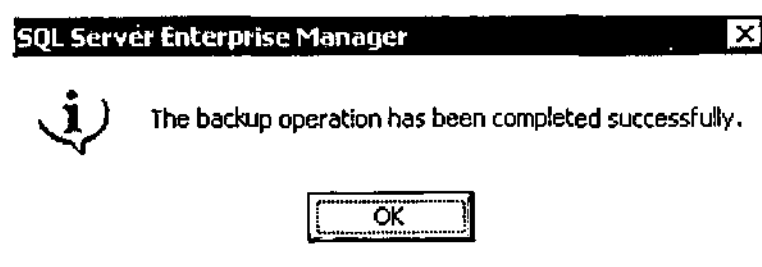 SQL Server Enterprise Manager
The backup operation has been completed successfully.
OK